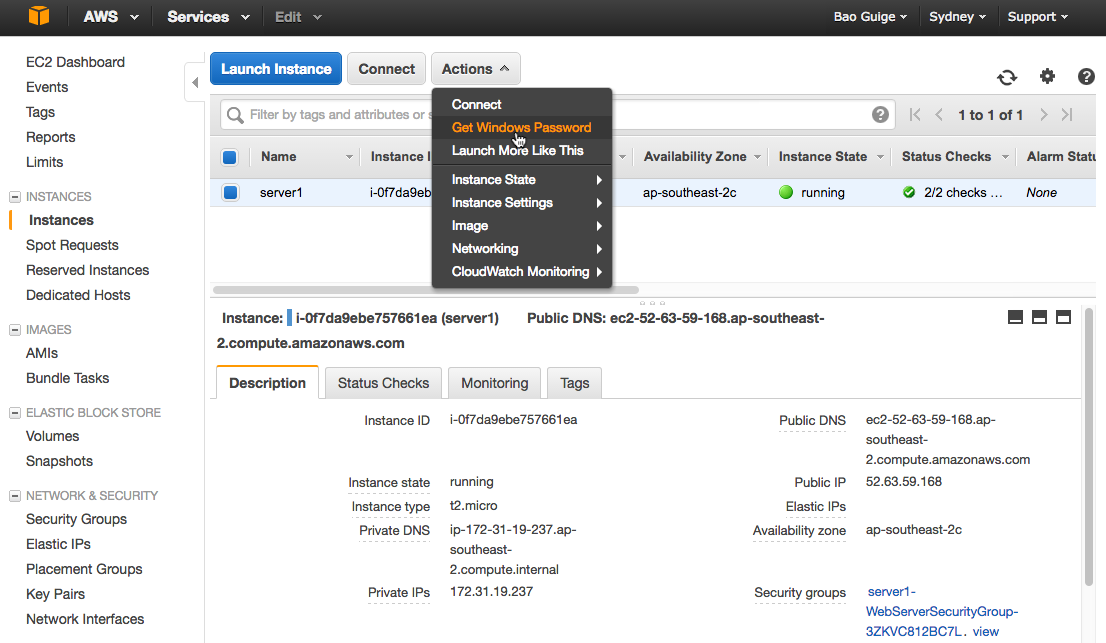 AWS Services Edit Bao Guige Sydney Support
EC2 Dashboard
Events
Tags
Reports
Limits
INSTANCES
Instances
Spot Requests
Reserved Instances
Dedicated Hosts
IMAGES
AMIs
Bundle Tasks
ELASTIC BLOCK STORE
Volumes
Snapshots
NETWORK & SECURITY
Security Groups
Elastic IPs
Placement Groups
Key Pairs
Network Interfaces
Launch Instance Connect Actions
Connect
Get Windows Password
Launch More Like This
Instance State
Instance Settings
Image
Networking
CloudWatch Monitoring
Filter by tags and attributes or s 1 to 1 of 1
Name Instance I Availability Zone Instance State Status Checks Alarm Statu
server1 i-0f7da9eb ap-southeast-2c running 2/2 checks … None
Instance: i-0f7da9ebe757661ea (server1) Public DNS: ec2-52-63-59-168.ap-southeast-
2.compute.amazonaws.com
Description Status Checks Monitoring Tags
Instance ID i-0f7da9ebe757661ea
Instance state running
Instance type t2.micro
Private DNS ip-172-31-19-237.ap-
southeast-
2.compute.internal
Private IPs 172.31.19.237
Public DNS ec2-52-63-59-168.ap-
southeast-
2.compute.amazonaws.com
Public IP 52.63.59.168
Elastic IPs
Availability zone ap-southeast-2c
Security groups server1-
WebServerSecurityGroup-
3ZKVC812BC7L. view